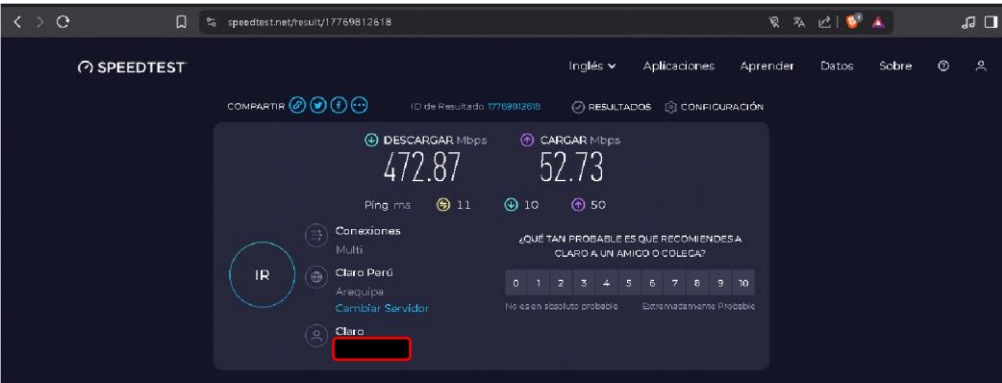 speedtest.net/result/17769812618
SPEEDTEST
Inglés Aplicaciones Aprender Datos Sobre
COMPARTIR ID de Resultado 17769812618 RESULTADOS CONFIGURACIÓN
DESCARGAR Mbps CARGAR Mbps
472.87 52.73
Ping ms 11 10 50
Conexiones
Multi
Claro Perú
Arequipa
Cambiar Servidor
Claro
IR
¿QUÉ TAN PROBABLE ES QUE RECOMIENDES A
CLARO A UN AMIGO O COLEGA?
0 1 2 3 4 5 6 7 8 9 10
No es en absoluto probable Extremadamente Probable